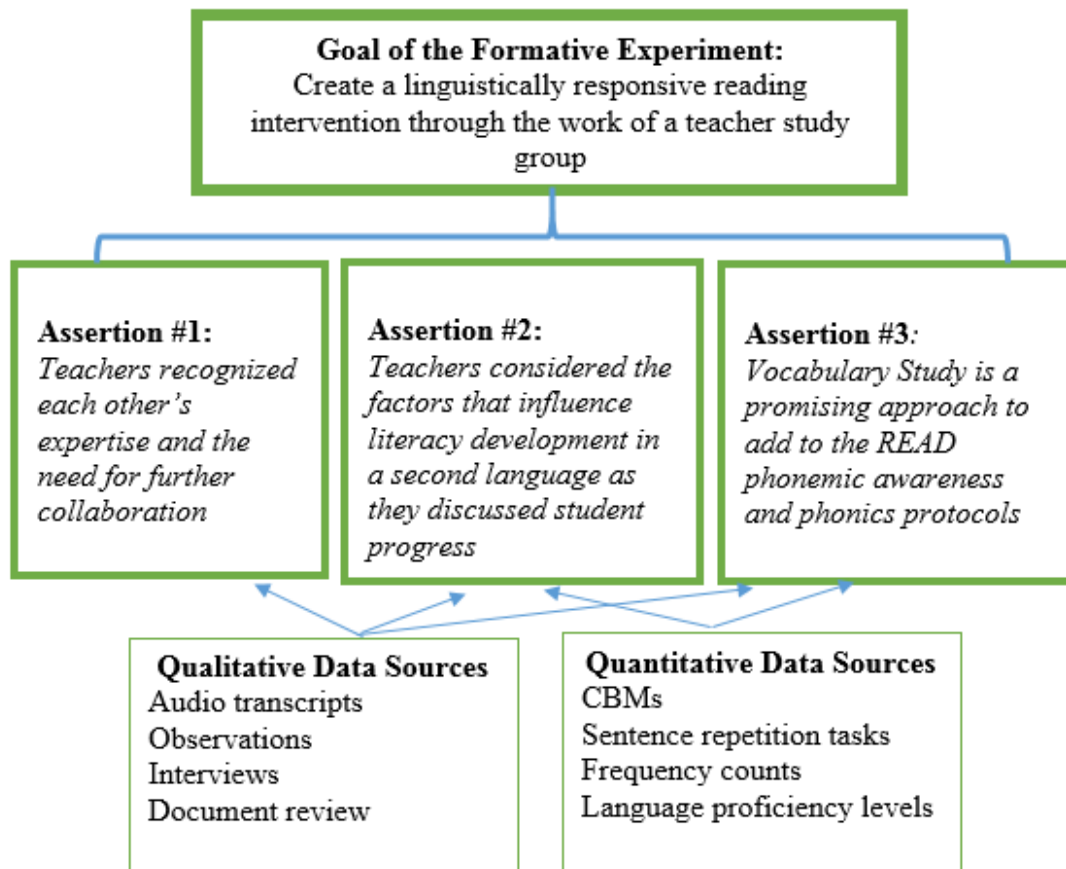 Goal of the Formative Experiment:
Create a linguistically responsive reading
intervention through the work of a teacher study
group
Assertion #1:
Teachers recognized
each other's
expertise and the
need for further
collaboration
Assertion #2:
Teachers considered the
factors that influence
literacy development in
a second language as
they discussed student
progress
Assertion #3:
Vocabulary Study is a
promising approach to
add to the READ
phonemic awareness
and phonics protocols
Qualitative Data Sources
Audio transcripts
Observations
Interviews
Document review
Quantitative Data Sources
CBMs
Sentence repetition tasks
Frequency counts
Language proficiency levels